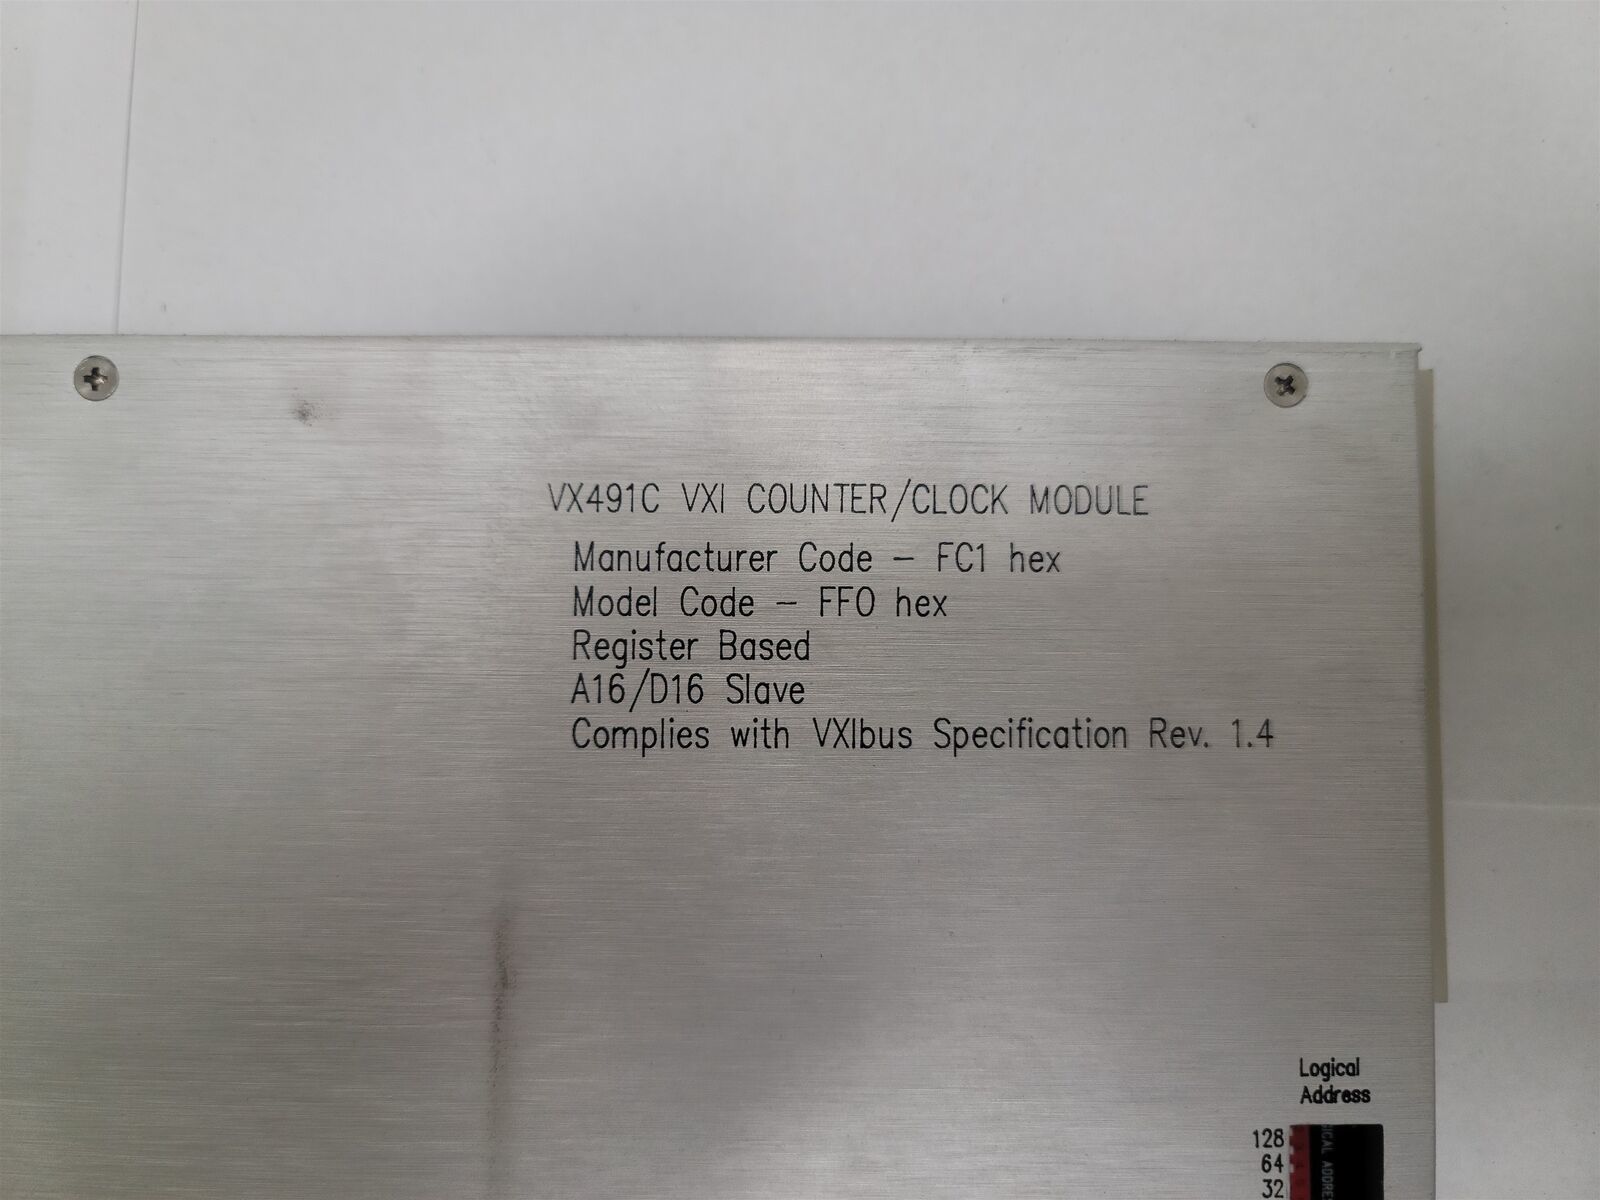 VX491C VXI COUNTER/CLOCK MODULE
Manufacturer Code – FC1 hex
Model Code – FF0 hex
Register Based
A16/D16 Slave
Complies with VXIbus Specification Rev. 1.4
Logical
Address
128
64
32